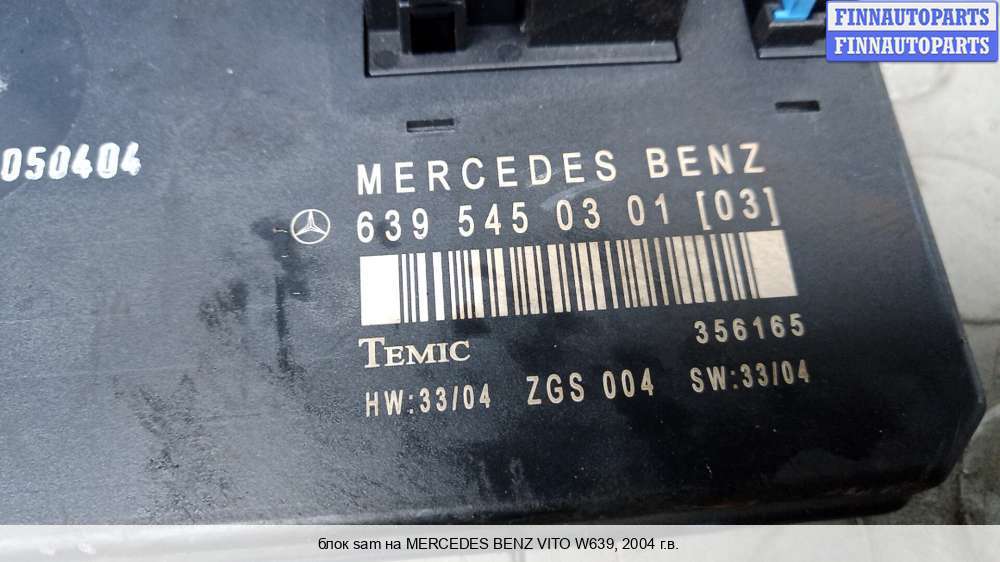 FINNAUTOPARTS
FINNAUTOPARTS
050404
MERCEDES BENZ
639 545 03 01 [03]
356165
TEMIC
HW:33/04 ZGS 004 SW:33/04
блок sam на MERCEDES BENZ VITO W639, 2004 г.в.